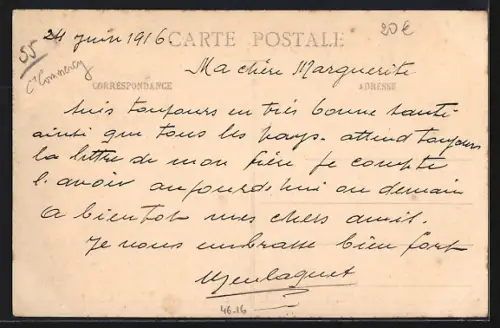 24 juin 1916.
CARTE POSTALE
20€
55
Cn Commercy
Ma chère Marguerite
CORRESPONDANCE
ADRESSE
suis toujours en très bonne santé
ainsi que tous les pays. attend toujours
la lettre de mon frère je compte
l'avoir aujourd'hui ou demain
a bientot mes chers amis.
Je vous embrasse bien fort
46.16